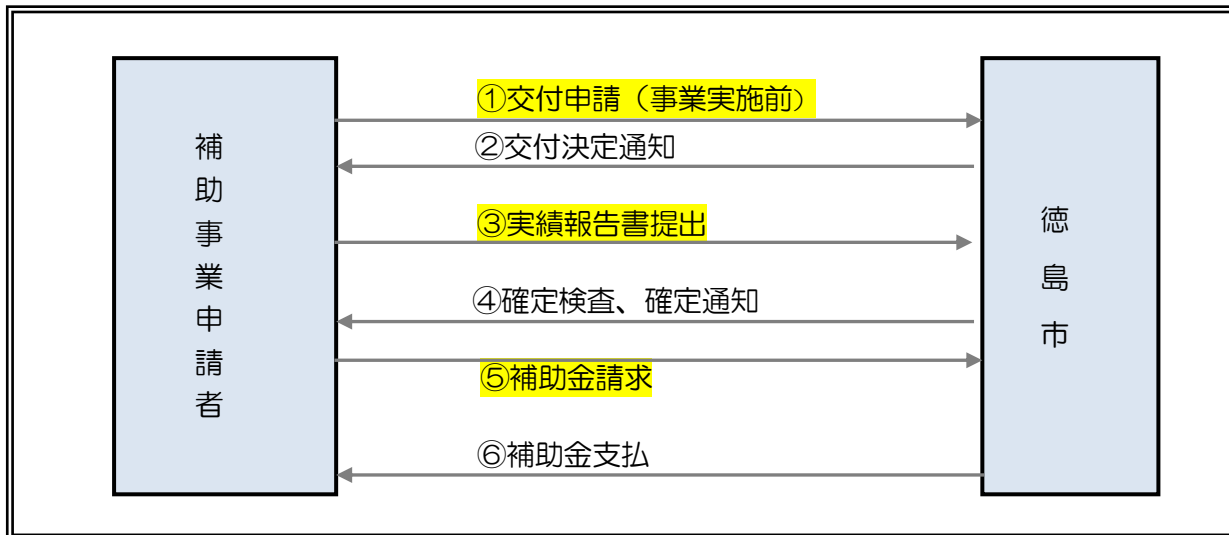 補助事業申請者
①交付申請（事業実施前）
②交付決定通知
③実績報告書提出
④確定検査、確定通知
⑤補助金請求
⑥補助金支払
徳島市